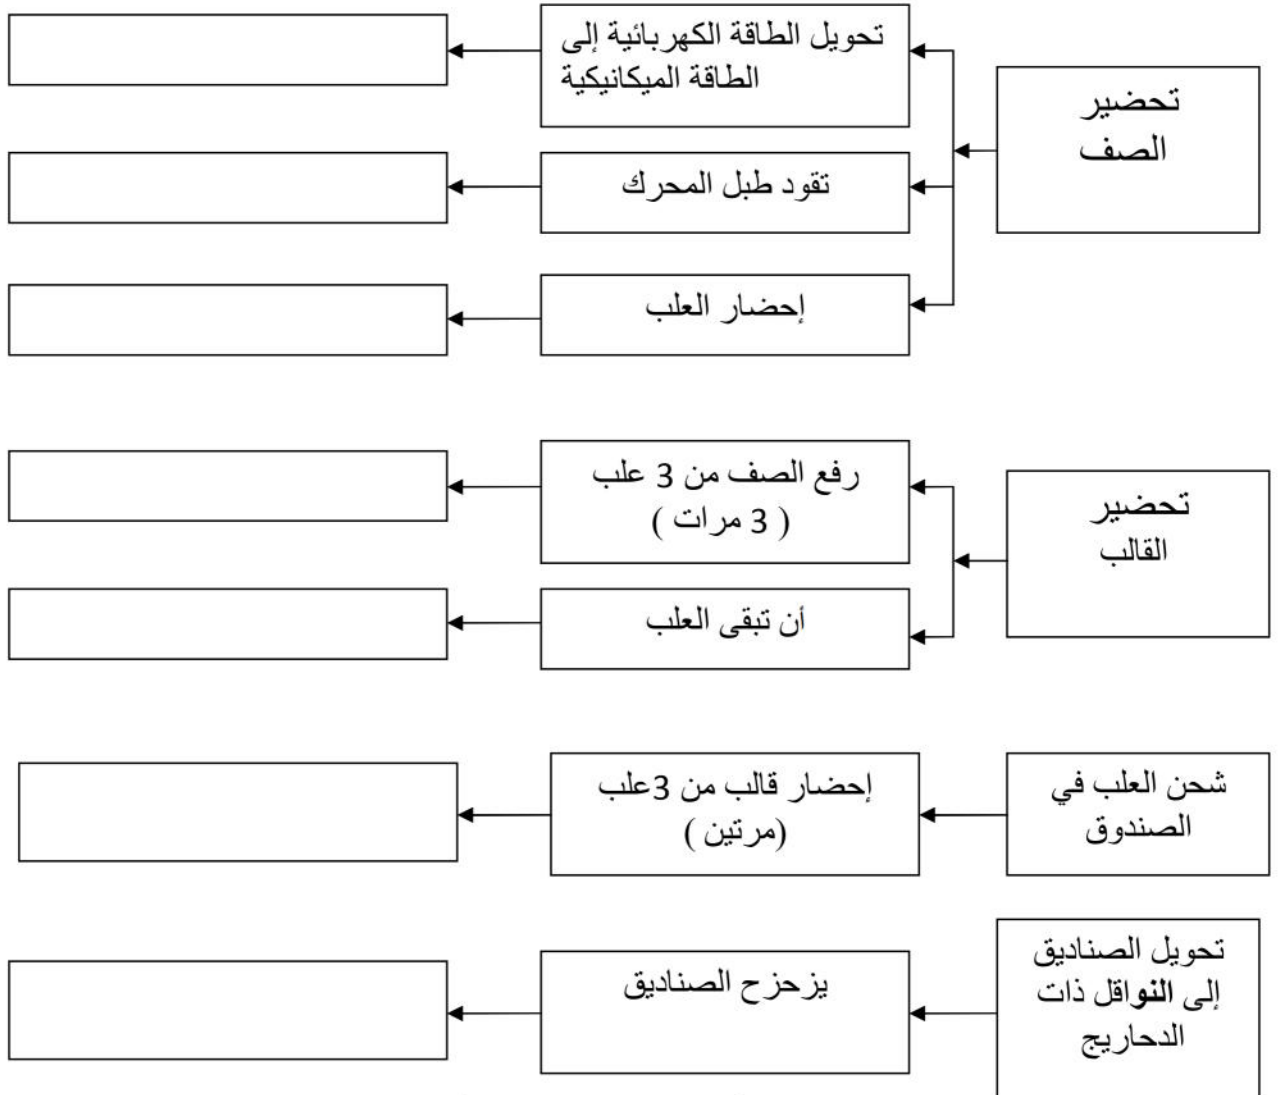 تحضير
الصف
تحويل الطاقة الكهربائية إلى
الطاقة الميكانيكية
تقود طبل المحرك
إحضار العلب
تحضير
القالب
رفع الصف من 3 علب
( 3 مرات )
أن تبقى العلب
شحن العلب في
الصندوق
إحضار قالب من 3علب
(مرتين )
تحويل الصناديق
إلى النواقل ذات
الدحاريج
يزحزح الصناديق